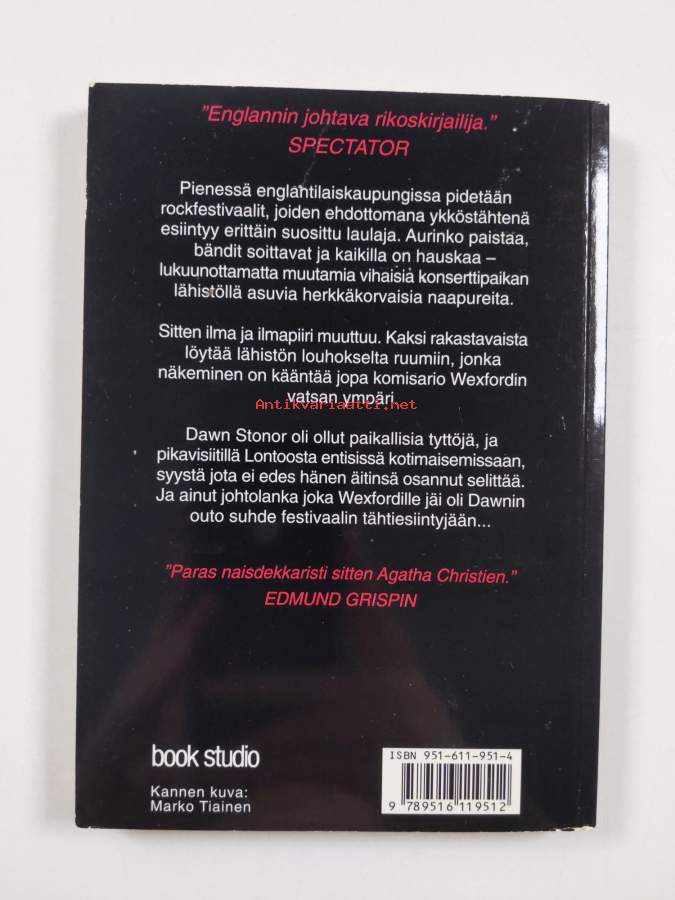 "Englannin johtava rikoskirjailija."
SPECTATOR
Pienessä englantilaiskaupungissa pidetään
rockfestivaalit, joiden ehdottomana ykköstähtenä
esiintyy erittäin suosittu laulaja. Aurinko paistaa,
bändit soittavat ja kaikilla on hauskaa –
lukuunottamatta muutamia vihaisia konserttipaikan
lähistöllä asuvia herkkäkorvaisia naapureita.
Sitten ilma ja ilmapiiri muuttuu. Kaksi rakastavaista
löytää lähistön louhokselta ruumiin, jonka
näkeminen on kääntää jopa komisario Wexfordin
Antikvariaatti.net
vatsan ympäri.
Dawn Stonor oli ollut paikallisia tyttöjä, ja
pikavisiitillä Lontoosta entisissä kotimaisemissaan,
syystä jota ei edes hänen äitinsä osannut selittää.
Ja ainut johtolanka joka Wexfordille jäi oli Dawnin
outo suhde festivaalin tähtiesiintyjään...
"Paras naisdekkaristi sitten Agatha Christien."
EDMUND GRISPIN
book studio
Kannen kuva:
Marko Tiainen
ISBN 951-611-951-4
9 789516 119512